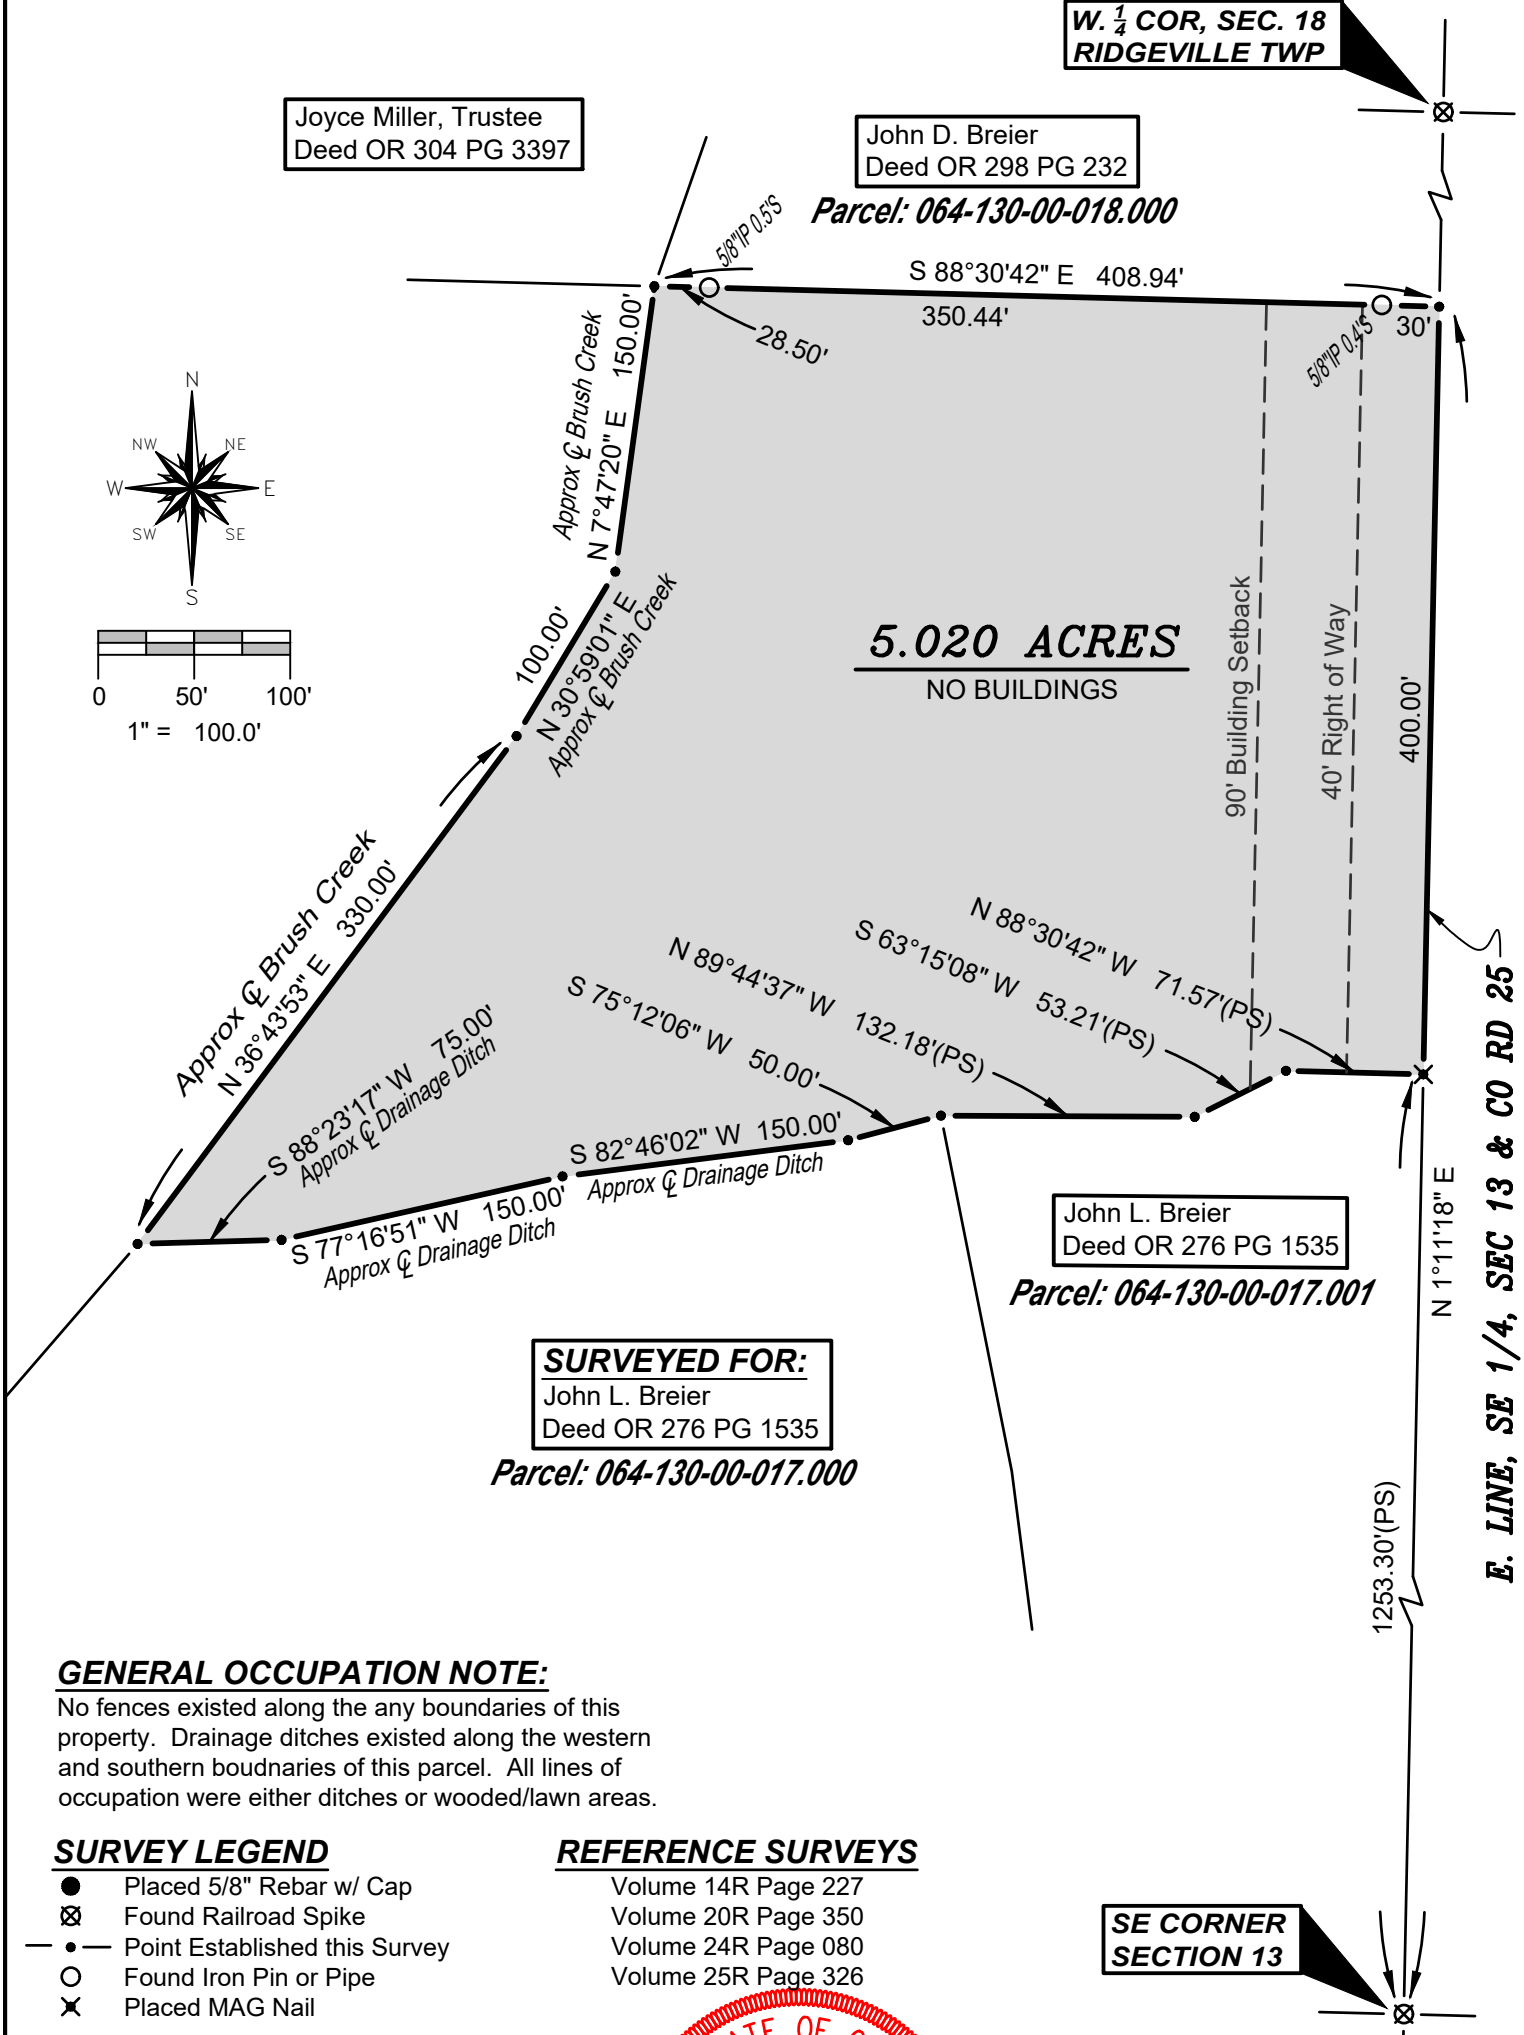 W. 1/4 COR, SEC. 18
RIDGEVILLE TWP
Joyce Miller, Trustee
Deed OR 304 PG 3397
John D. Breier
Deed OR 298 PG 232
Parcel: 064-130-00-018.000
5/8"IP 0.5'S
S 88°30'42" E 408.94'
350.44'
28.50'
5/8"IP 0.4'S
30'
Approx ℄ Brush Creek
N 7°47'20" E 150.00'
N
NW
NE
W
E
SW
SE
S
0 50' 100'
1" = 100.0'
100.00'
N 30°59'01" E
Approx ℄ Brush Creek
5.020 ACRES
NO BUILDINGS
90' Building Setback
40' Right of Way
400.00'
Approx ℄ Brush Creek
N 36°43'53" E 330.00'
N 88°30'42" W 71.57'(PS)
S 63°15'08" W 53.21'(PS)
N 89°44'37" W 132.18'(PS)
S 75°12'06" W 50.00'
S 88°23'17" W 75.00'
Approx ℄ Drainage Ditch
S 82°46'02" W 150.00'
Approx ℄ Drainage Ditch
S 77°16'51" W 150.00'
Approx ℄ Drainage Ditch
E. LINE, SE 1/4, SEC 13 & CO RD 25
N 1°11'18" E
John L. Breier
Deed OR 276 PG 1535
Parcel: 064-130-00-017.001
SURVEYED FOR:
John L. Breier
Deed OR 276 PG 1535
Parcel: 064-130-00-017.000
1253.30'(PS)
GENERAL OCCUPATION NOTE:
No fences existed along the any boundaries of this
property. Drainage ditches existed along the western
and southern boudnaries of this parcel. All lines of
occupation were either ditches or wooded/lawn areas.
SURVEY LEGEND
Placed 5/8" Rebar w/ Cap
Found Railroad Spike
Point Established this Survey
Found Iron Pin or Pipe
Placed MAG Nail
REFERENCE SURVEYS
Volume 14R Page 227
Volume 20R Page 350
Volume 24R Page 080
Volume 25R Page 326
SE CORNER
SECTION 13
OF